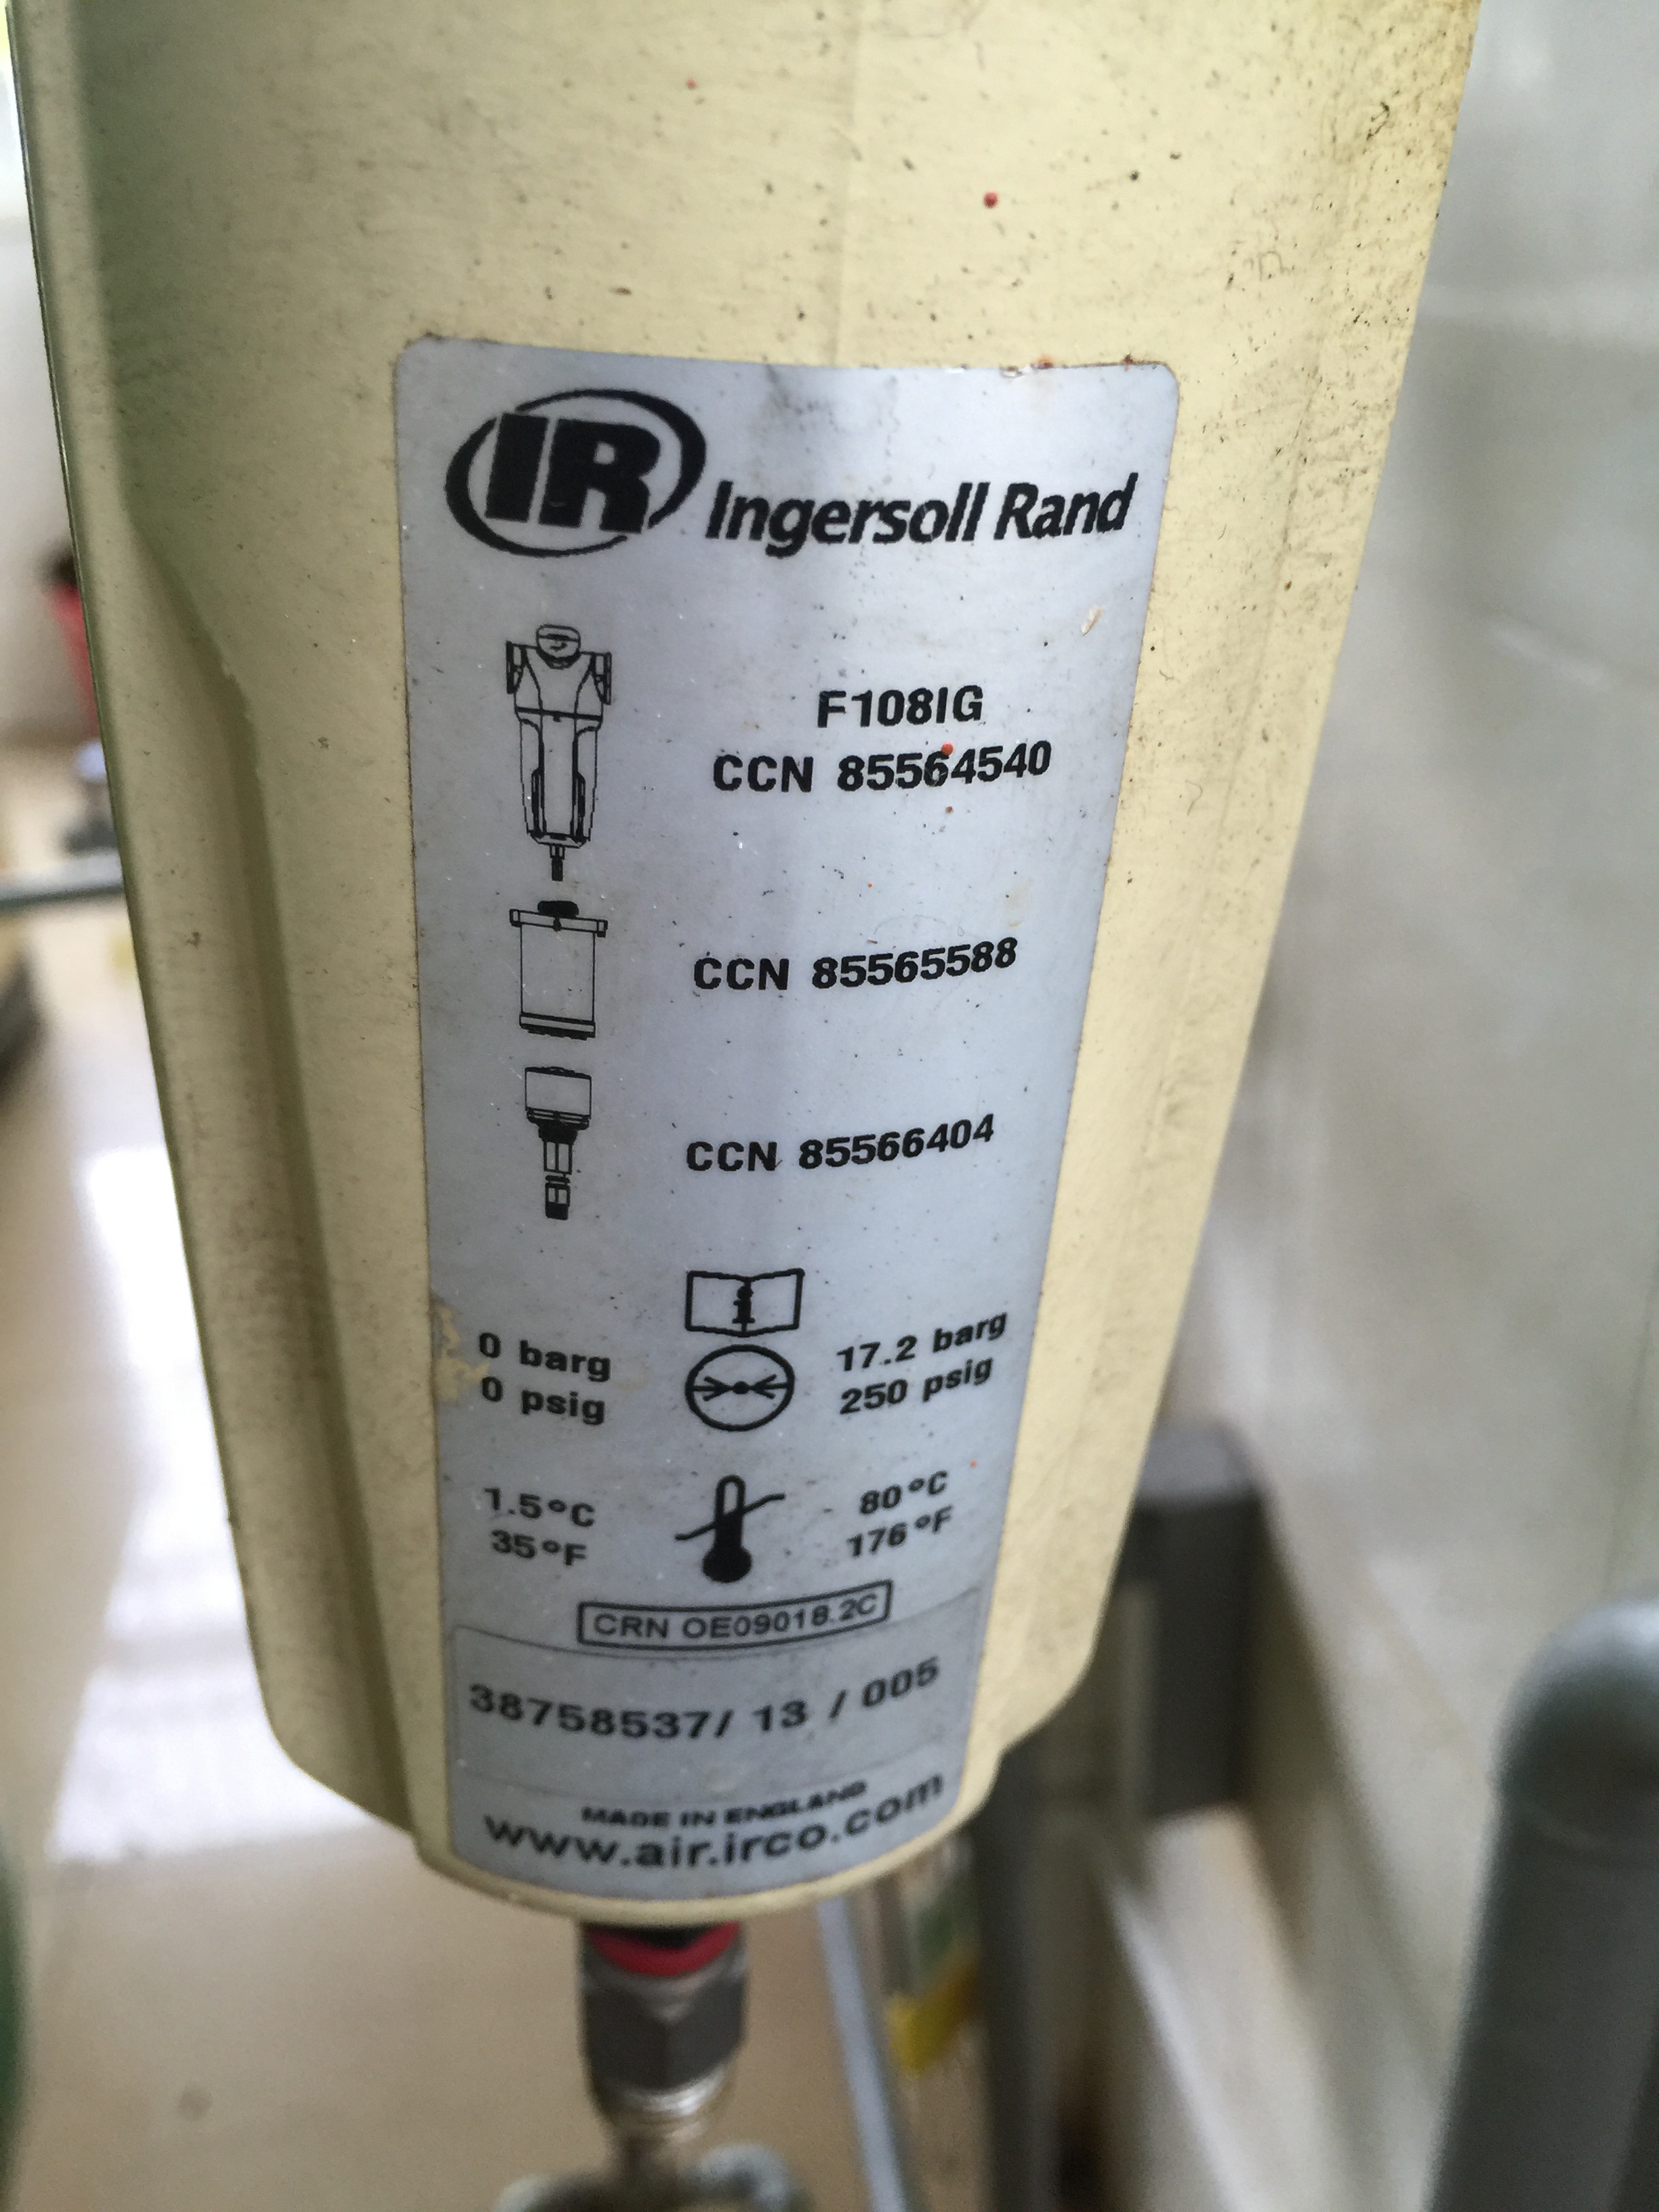 IR Ingersoll Rand
F108IG
CCN 85564540
CCN 85565588
CCN 85566404
i
0 barg
0 psig
17.2 barg
250 psig
1.5°C
35°F
80°C
176°F
CRN OE09018.2C
38758537/ 13 / 005
MADE IN ENGLAND
www.air.irco.com